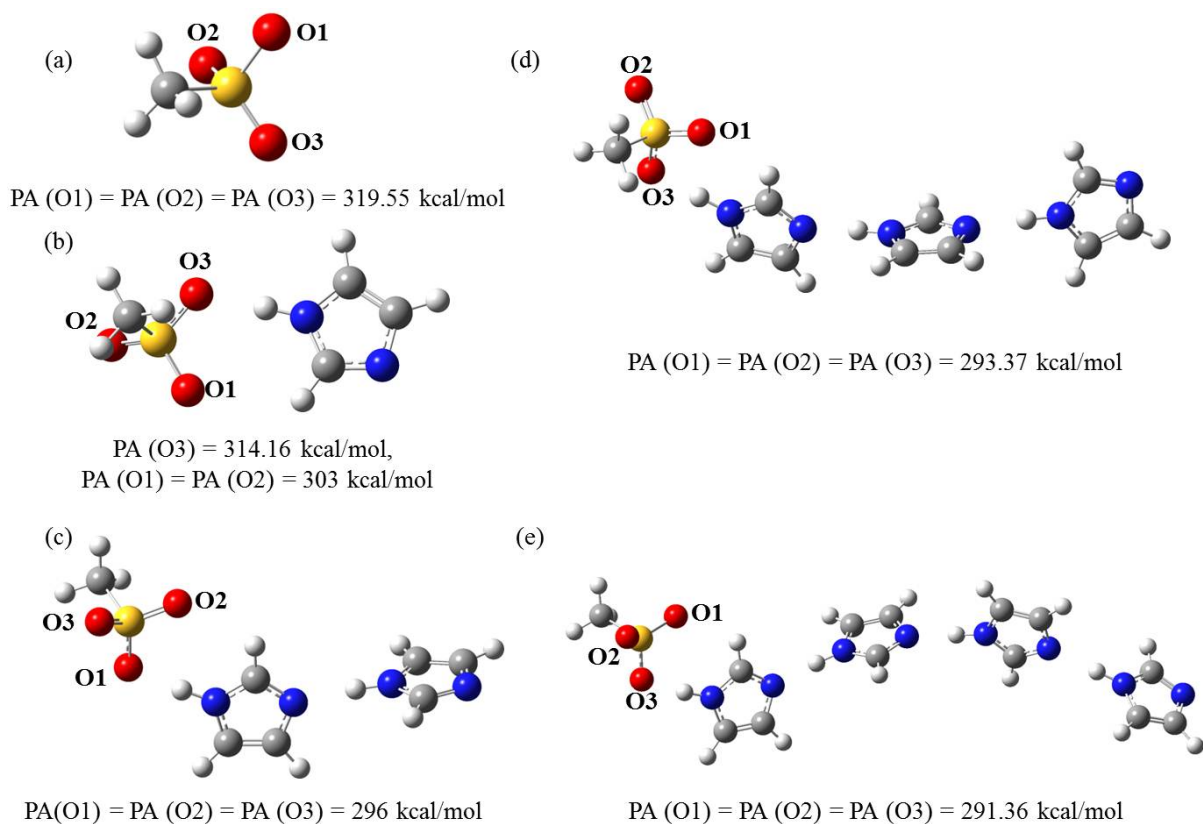 (a)
O2
O1
O3
PA (O1) = PA (O2) = PA (O3) = 319.55 kcal/mol
(b)
O3
O2
O1
PA (O3) = 314.16 kcal/mol,
PA (O1) = PA (O2) = 303 kcal/mol
(c)
O3
O2
O1
PA(O1) = PA (O2) = PA (O3) = 296 kcal/mol
(d)
O2
O1
O3
PA (O1) = PA (O2) = PA (O3) = 293.37 kcal/mol
(e)
O1
O2
O3
PA (O1) = PA (O2) = PA (O3) = 291.36 kcal/mol